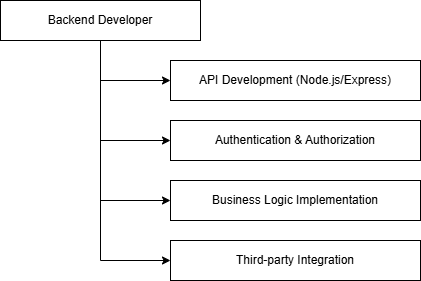 Backend Developer
API Development (Node.js/Express)
Authentication & Authorization
Business Logic Implementation
Third-party Integration